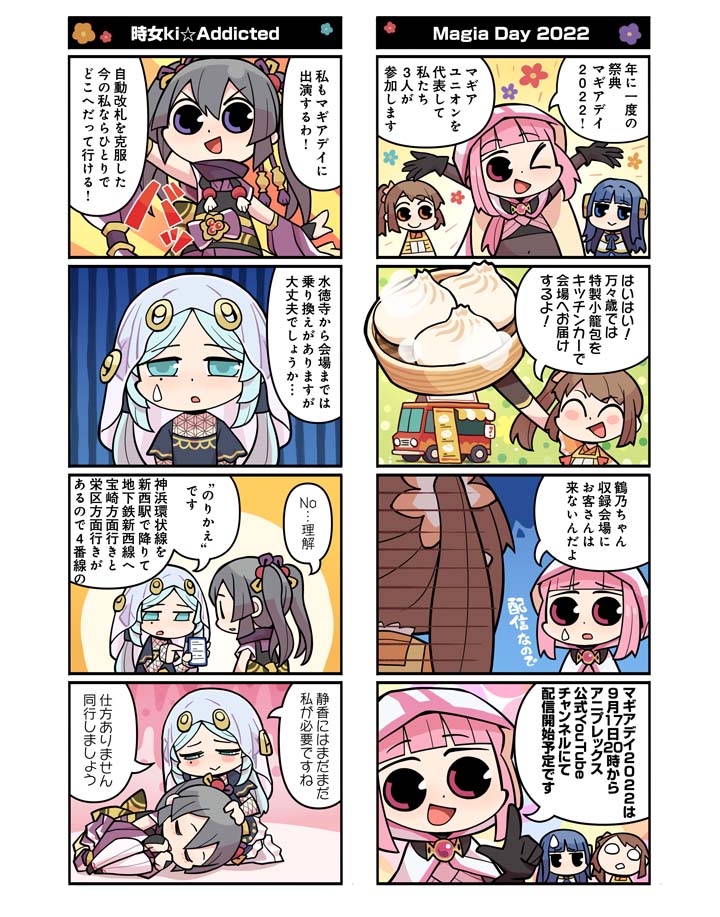 Magia Day 2022
年に一度の
祭典
マギアデイ
2022！
マギア
ユニオンを
代表して
私たち
3人が
参加します
はいはい！
万々歳では
特製小籠包を
キッチンカーで
会場へお届け
するよ！
鶴乃ちゃん
収録会場に
お客さんは
来ないんだよ
配信なので
マギアデイ2022は
9月17日20時から
アニプレックス
公式YouTube
チャンネルにて
配信開始予定です
時女ki☆Addicted
私もマギアデイに
出演するわ！
自動改札を克服した
今の私ならひとりで
どこへだって行ける！
バッ
水徳寺から会場までは
乗り換えがありますが
大丈夫でしょうか…
No…理解
”のりかえ“
です
神浜環状線を
新西駅で降りて
地下鉄新西線へ
宝崎方面行きと
栄区方面行きが
あるので4番線の
静香にはまだまだ
私が必要ですね
仕方ありません
同行しましょう